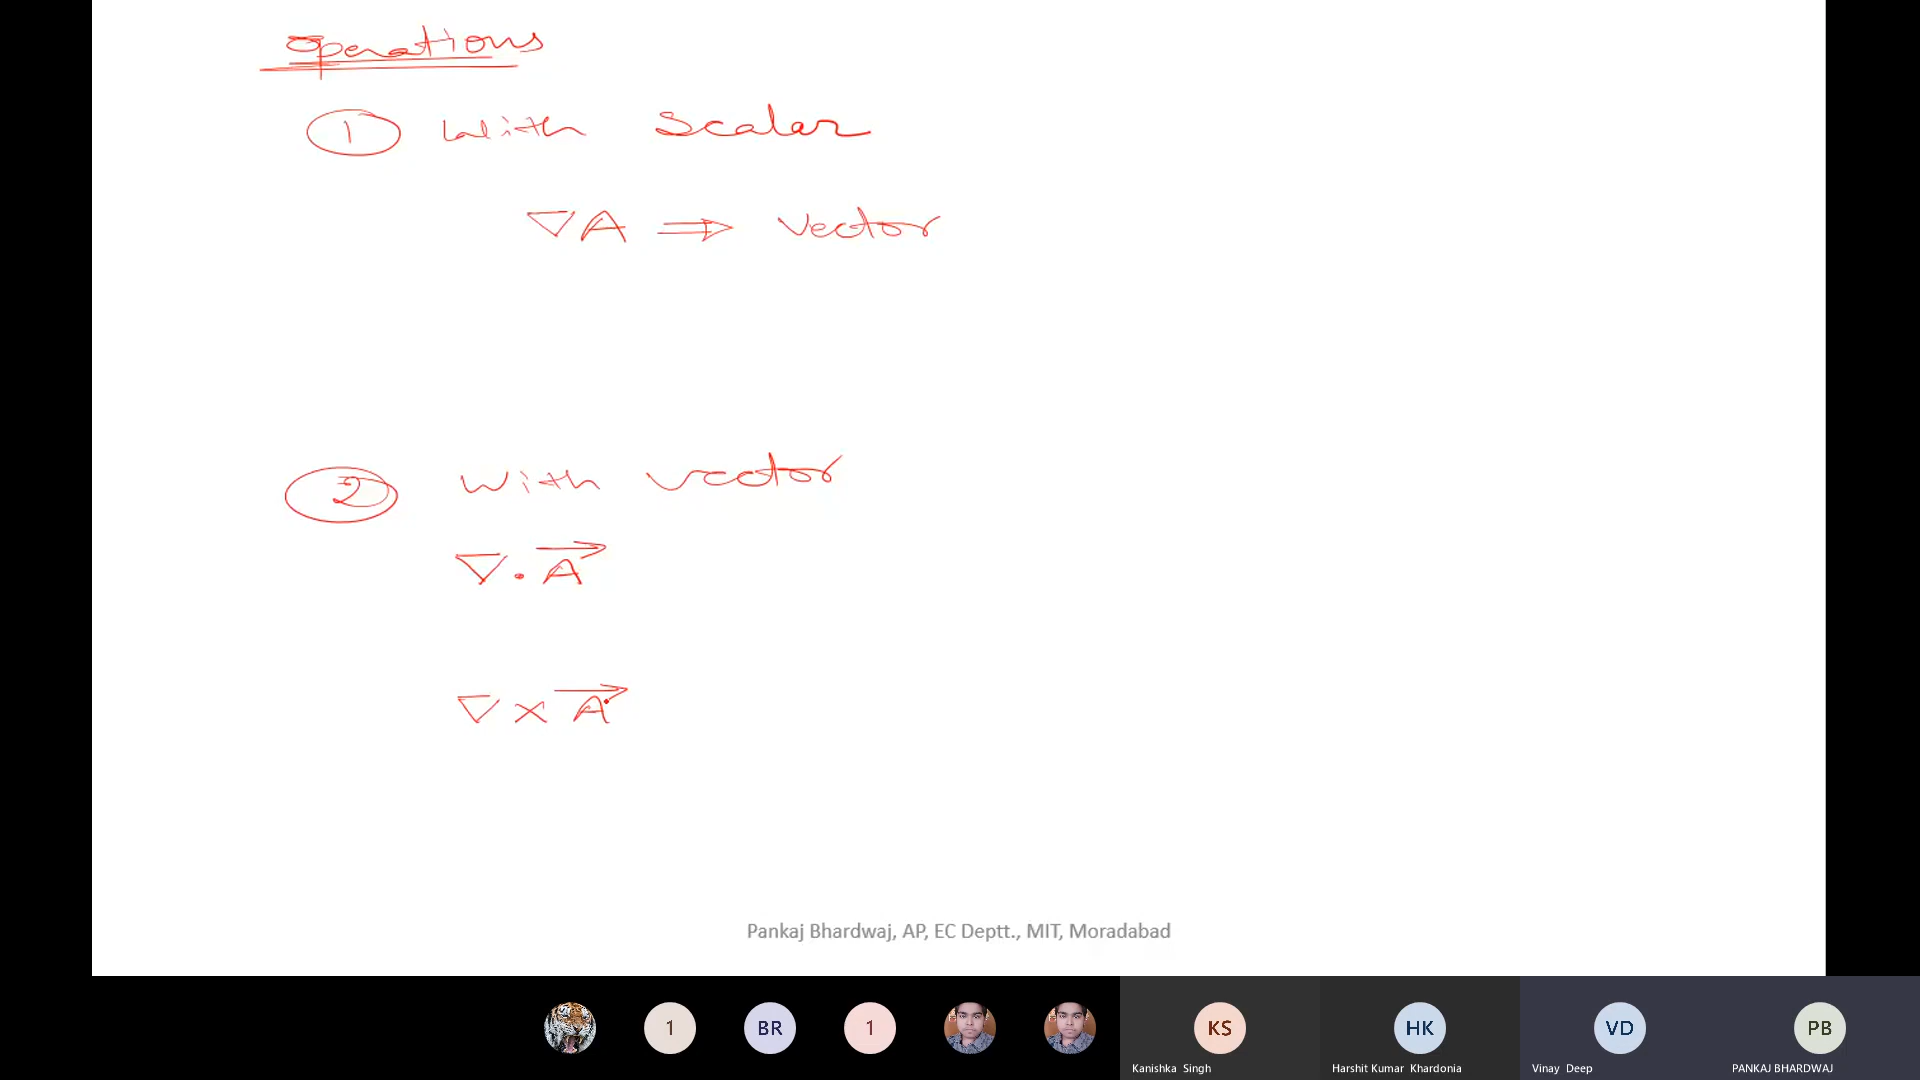 Operations
1 With Scalar
∇A ⇒ Vector
2 With Vector
∇ . A⃗
∇ × A⃗
Pankaj Bhardwaj, AP, EC Deptt., MIT, Moradabad
1 BR 1 KS HK VD PB
Kanishka Singh Harshit Kumar Khardonia Vinay Deep PANKAJ BHARDWAJ